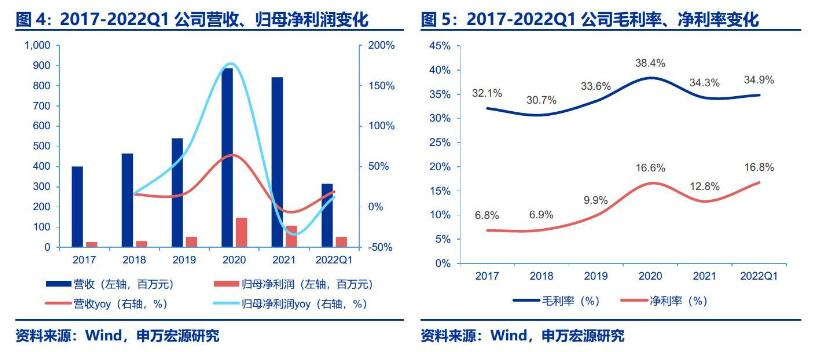 图 4：2017-2022Q1 公司营收、归母净利润变化
1,000
900
800
700
600
500
400
300
200
100
0
200%
150%
100%
50%
0%
-50%
2017 2018 2019 2020 2021 2022Q1
营收（左轴，百万元） 归母净利润（左轴，百万元）
营收yoy（右轴，%） 归母净利润yoy（右轴，%）
资料来源：Wind，申万宏源研究
图 5：2017-2022Q1 公司毛利率、净利率变化
45%
40%
35%
30%
25%
20%
15%
10%
5%
0%
32.1% 30.7% 33.6% 38.4% 34.3% 34.9%
6.8% 6.9% 9.9% 16.6% 12.8% 16.8%
2017 2018 2019 2020 2021 2022Q1
毛利率（%） 净利率（%）
资料来源：Wind，申万宏源研究